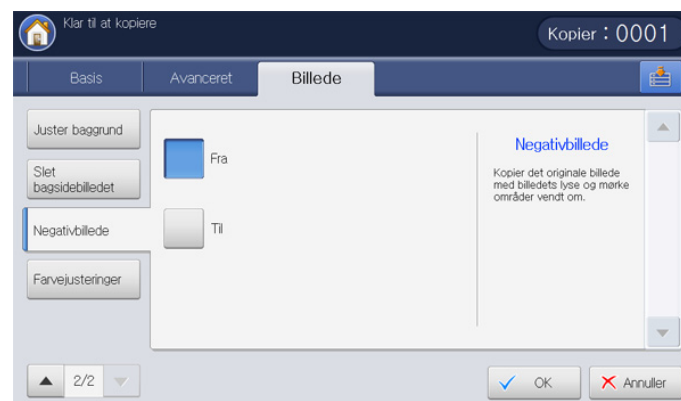 Klar til at kopiere
Kopier : 0001
Basis
Avanceret
Billede
Juster baggrund
Slet
bagsidebilledet
Negativbillede
Farvejusteringer
2/2
Fra
Til
Negativbillede
Kopier det originale billede
med billedets lyse og mørke
områder vendt om.
OK
Annuller